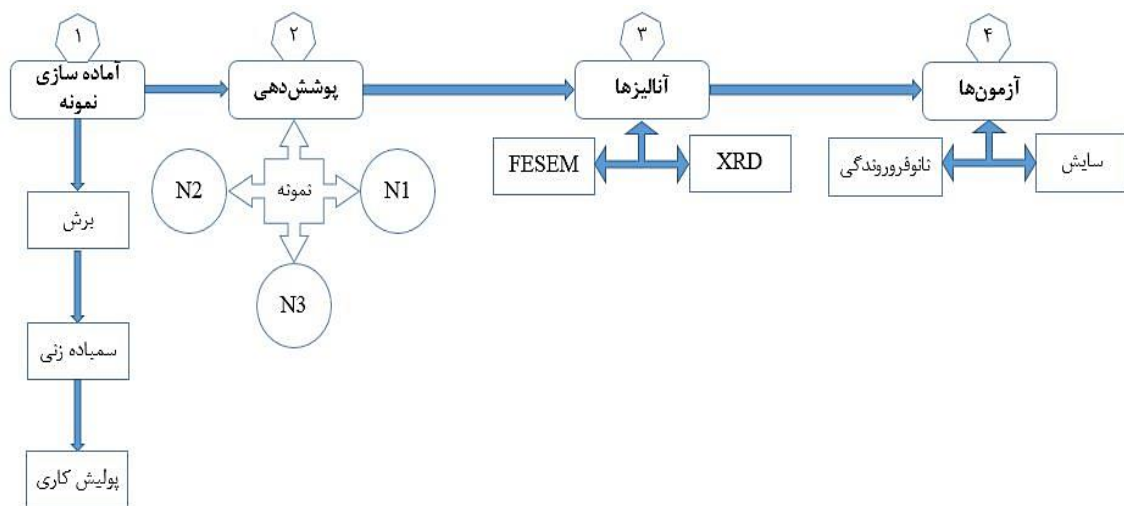 ۱
آماده سازی
نمونه
برش
سمباده زنی
پولیش کاری
۲
پوشش‌دهی
نمونه
N1
N2
N3
۳
آنالیزها
FESEM
XRD
۴
آزمون‌ها
نانوفروروندگی
سایش